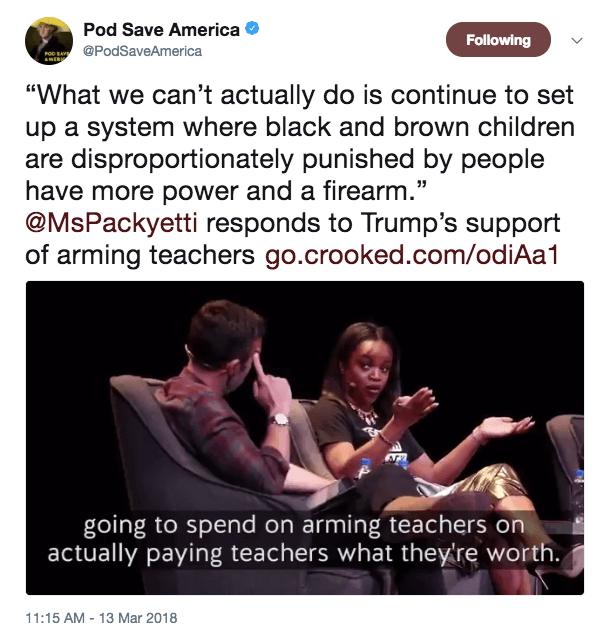 Pod Save America
@PodSaveAmerica
Following
POD SAVE
AMERICA
“What we can’t actually do is continue to set
up a system where black and brown children
are disproportionately punished by people
have more power and a firearm.”
@MsPackyetti responds to Trump’s support
of arming teachers go.crooked.com/odiAa1
going to spend on arming teachers on
actually paying teachers what they're worth.
11:15 AM - 13 Mar 2018